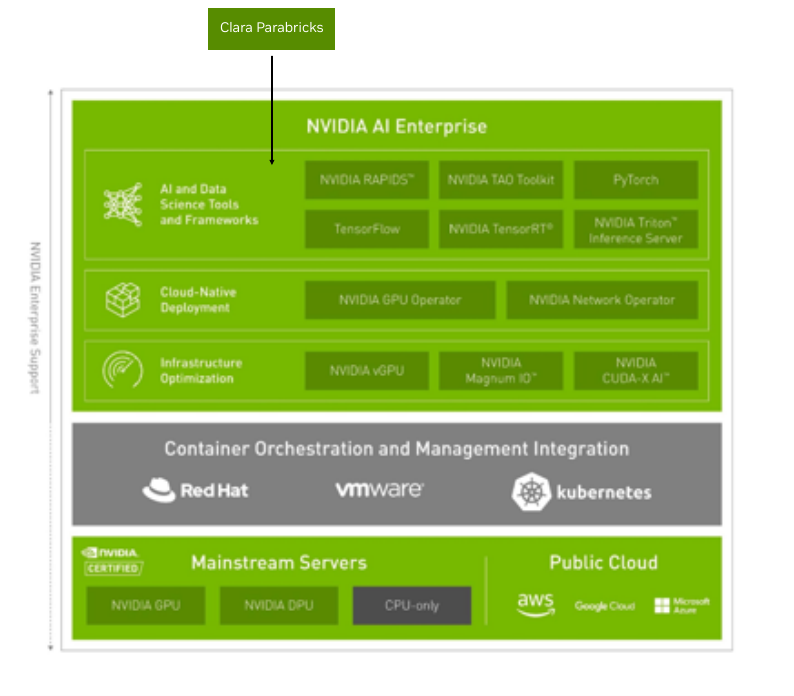 Clara Parabricks
NVIDIA AI Enterprise
AI and Data
Science Tools
and Frameworks
NVIDIA RAPIDS™
NVIDIA TAO Toolkit
PyTorch
TensorFlow
NVIDIA TensorRT®
NVIDIA Triton™
Inference Server
Cloud-Native
Deployment
NVIDIA GPU Operator
NVIDIA Network Operator
Infrastructure
Optimization
NVIDIA vGPU
NVIDIA
Magnum IO™
NVIDIA
CUDA-X AI™
NVIDIA Enterprise Support
Container Orchestration and Management Integration
Red Hat
vmware®
kubernetes
NVIDIA.
CERTIFIED
Mainstream Servers
NVIDIA GPU
NVIDIA DPU
CPU-only
Public Cloud
aws
Google Cloud
Microsoft
Azure